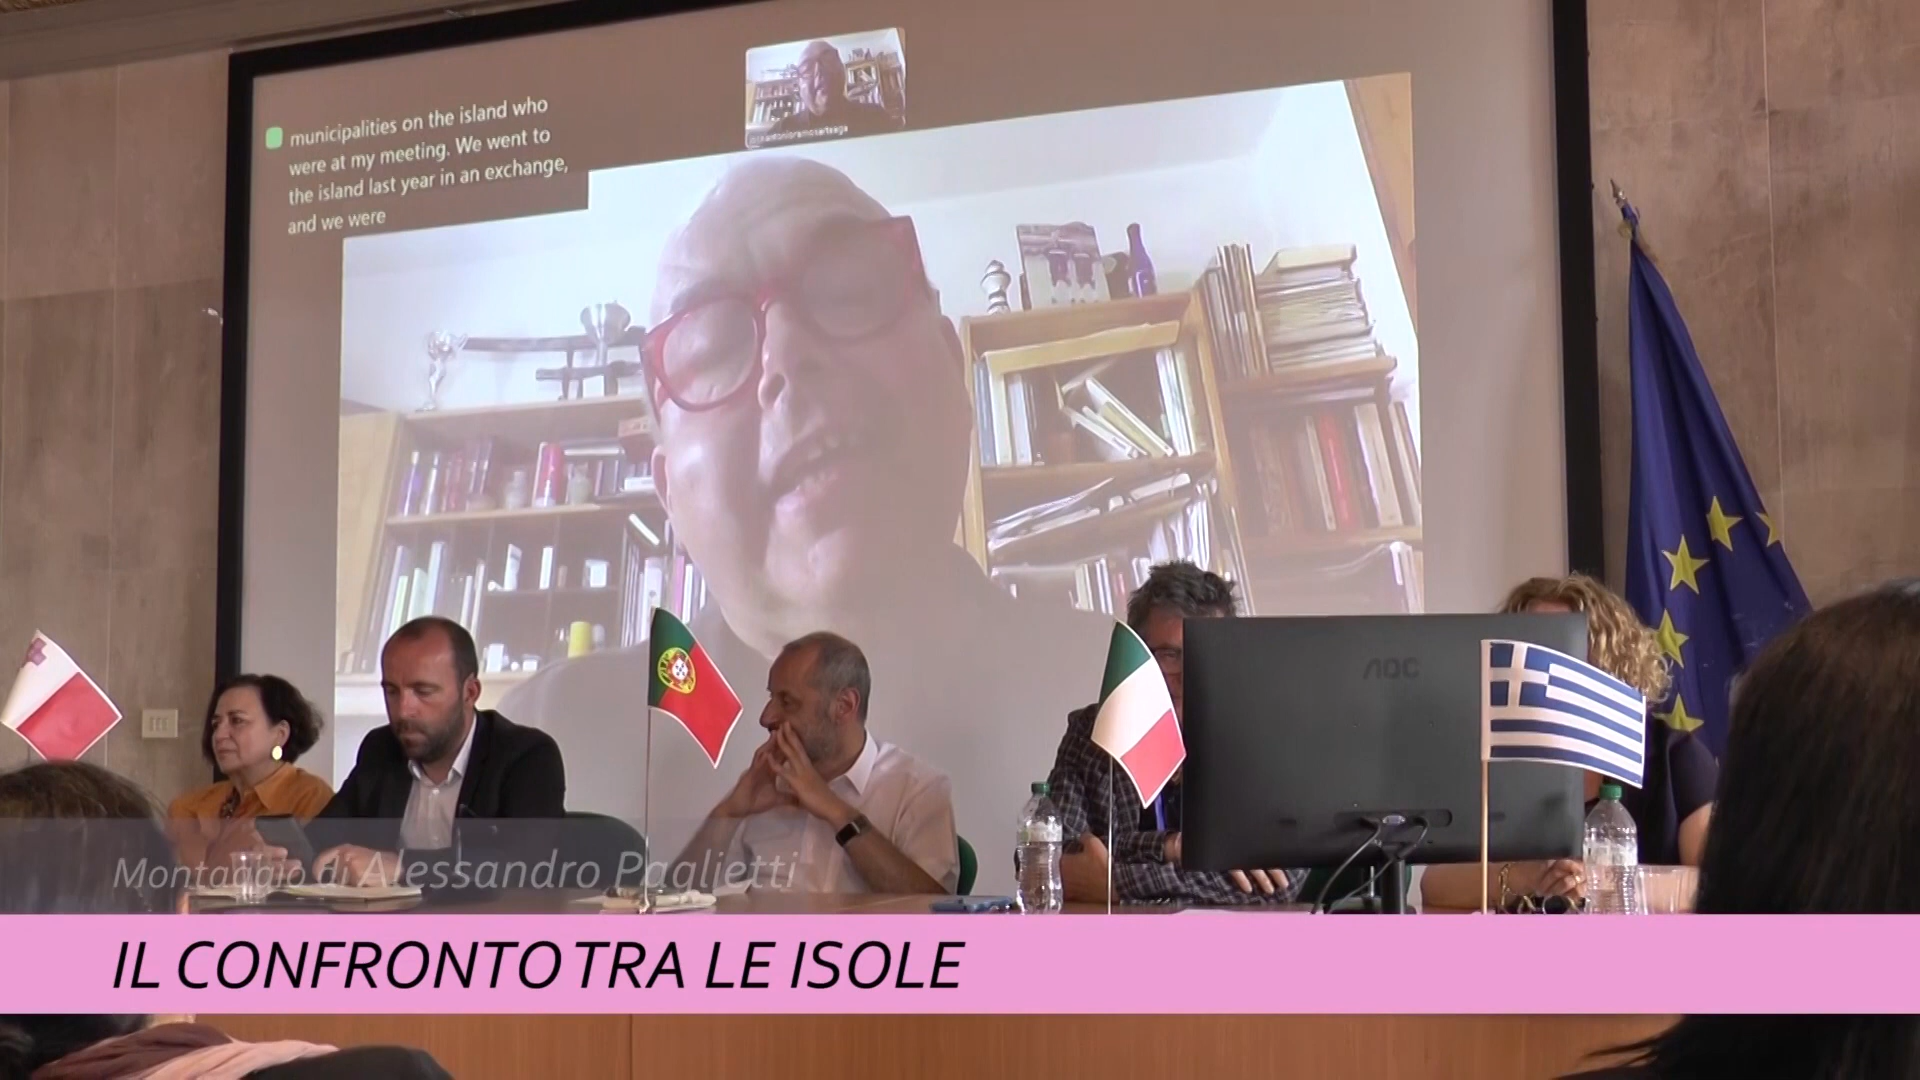 municipalities on the island who
were at my meeting. We went to
the island last year in an exchange,
and we were
AOC
Montaggio di Alessandro Paglietti
IL CONFRONTO TRA LE ISOLE